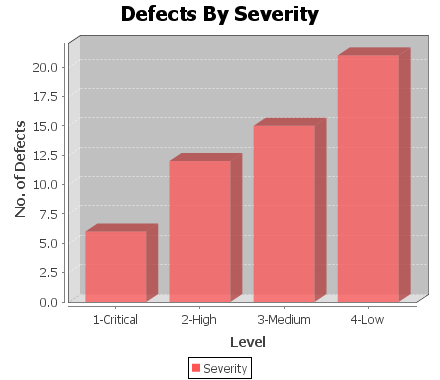 Defects By Severity
No. of Defects
20.0
17.5
15.0
12.5
10.0
7.5
5.0
2.5
0.0
1-Critical 2-High 3-Medium 4-Low
Level
Severity